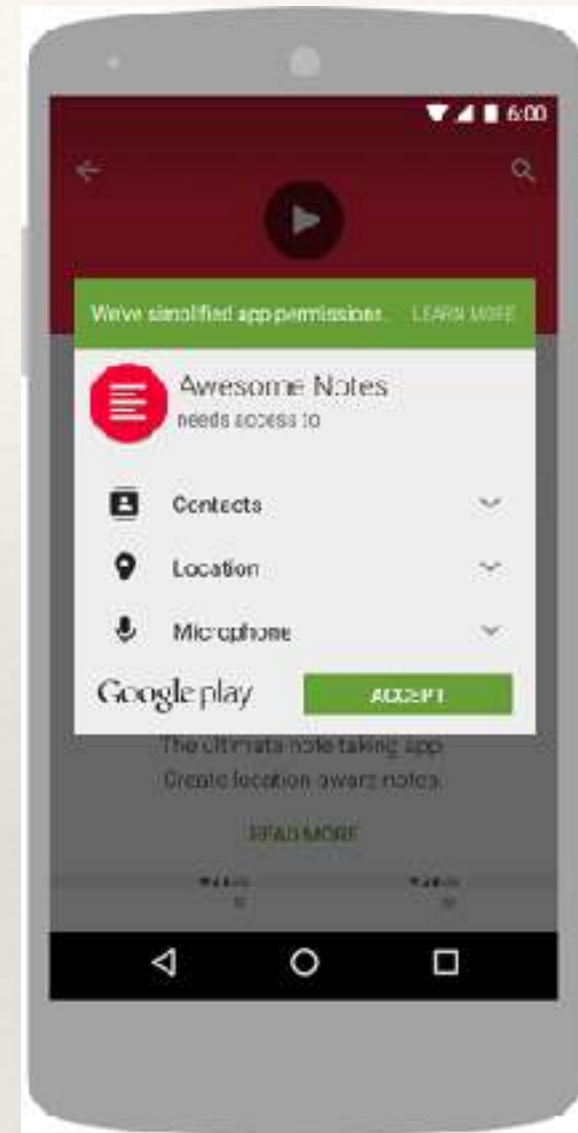 6:00
We've simplified app permissions. LEARN MORE
Awesome Notes
needs access to
Contacts
Location
Microphone
Google play
ACCEPT
The ultimate note taking app
Create location aware notes.
READ MORE